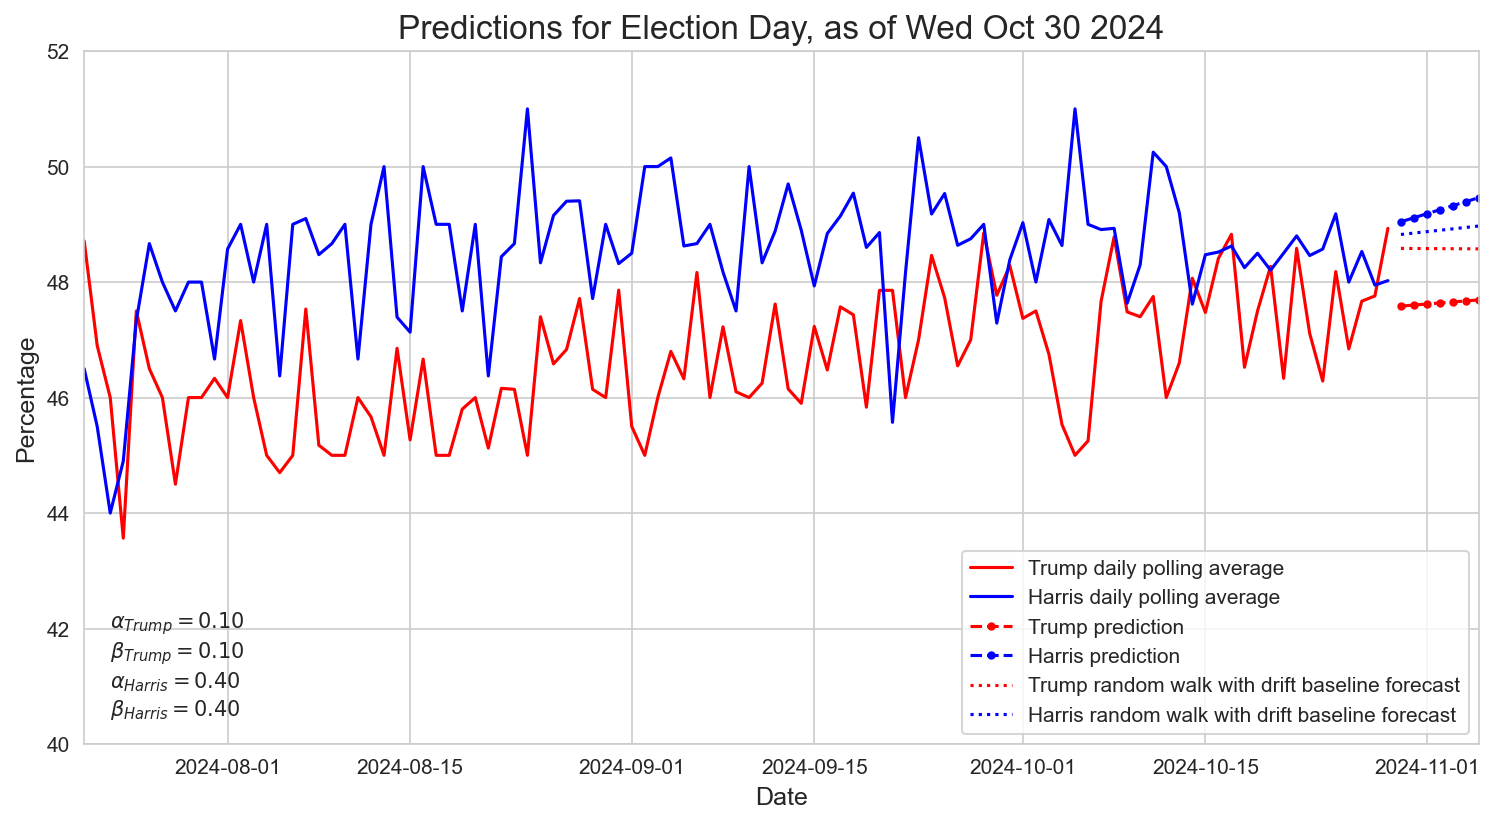 Predictions for Election Day, as of Wed Oct 30 2024
Percentage
52
50
48
46
44
42
40
α_Trump = 0.10
β_Trump = 0.10
α_Harris = 0.40
β_Harris = 0.40
Trump daily polling average
Harris daily polling average
Trump prediction
Harris prediction
Trump random walk with drift baseline forecast
Harris random walk with drift baseline forecast
2024-08-01 2024-08-15 2024-09-01 2024-09-15 2024-10-01 2024-10-15 2024-11-01
Date